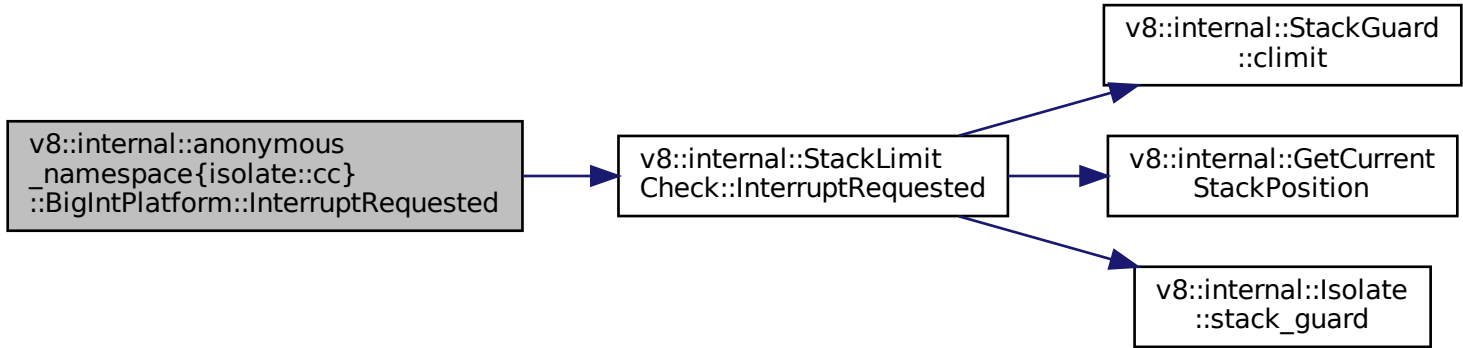 v8::internal::anonymous
_namespace{isolate::cc}
::BigIntPlatform::InterruptRequested
v8::internal::StackLimit
Check::InterruptRequested
v8::internal::StackGuard
::climit
v8::internal::GetCurrent
StackPosition
v8::internal::Isolate
::stack_guard